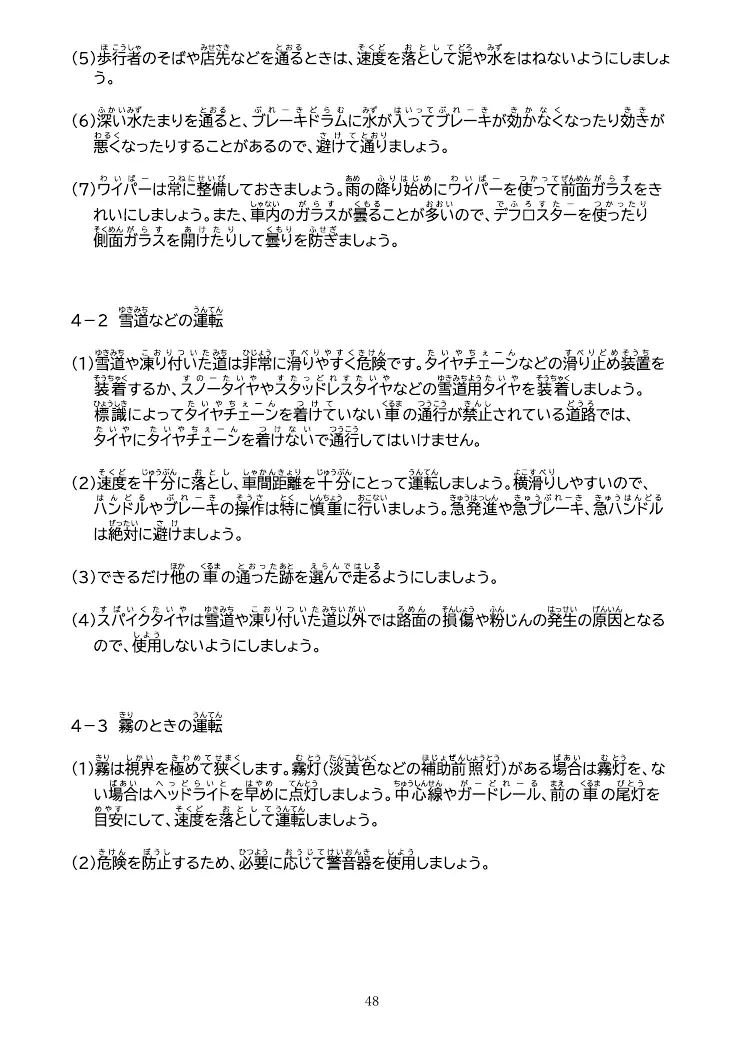 (5)歩行者のそばや店先などを通るときは、速度を落として泥や水をはねないようにしましょ
う。
(6)深い水たまりを通ると、ブレーキドラムに水が入ってブレーキが効かなくなったり効きが
悪くなったりすることがあるので、避けて通りましょう。
(7)ワイパーは常に整備しておきましょう。雨の降り始めにワイパーを使って前面ガラスをき
れいにしましょう。また、車内のガラスが曇ることが多いので、デフロスターを使ったり
側面ガラスを開けたりして曇りを防ぎましょう。
4－2 雪道などの運転
(1)雪道や凍り付いた道は非常に滑りやすく危険です。タイヤチェーンなどの滑り止め装置を
装着するか、スノータイヤやスタッドレスタイヤなどの雪道用タイヤを装着しましょう。
標識によってタイヤチェーンを着けていない車の通行が禁止されている道路では、
タイヤにタイヤチェーンを着けないで通行してはいけません。
(2)速度を十分に落とし、車間距離を十分にとって運転しましょう。横滑りしやすいので、
ハンドルやブレーキの操作は特に慎重に行いましょう。急発進や急ブレーキ、急ハンドル
は絶対に避けましょう。
(3)できるだけ他の車の通った跡を選んで走るようにしましょう。
(4)スパイクタイヤは雪道や凍り付いた道以外では路面の損傷や粉じんの発生の原因となる
ので、使用しないようにしましょう。
4－3 霧のときの運転
(1)霧は視界を極めて狭くします。霧灯(淡黄色などの補助前照灯)がある場合は霧灯を、な
い場合はヘッドライトを早めに点灯しましょう。中心線やガードレール、前の車の尾灯を
目安にして、速度を落として運転しましょう。
(2)危険を防止するため、必要に応じて警音器を使用しましょう。
48